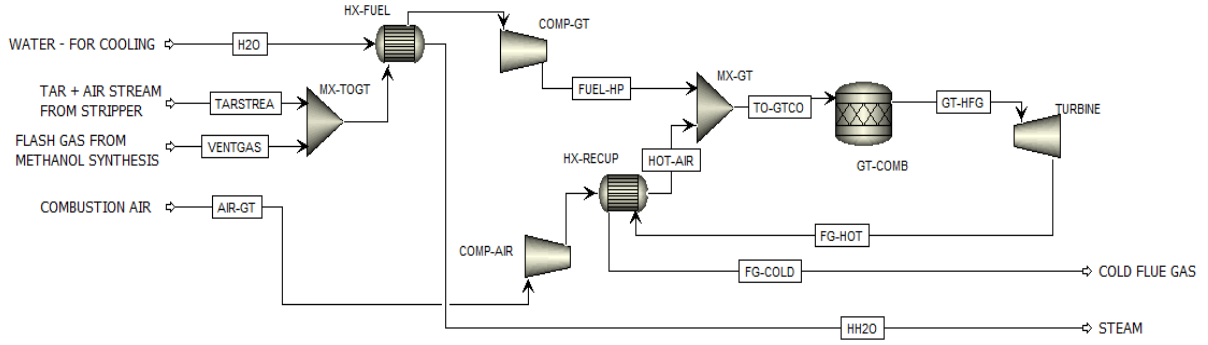 HX-FUEL
COMP-GT
WATER - FOR COOLING
H2O
MX-TOGT
MX-GT
TAR + AIR STREAM
FROM STRIPPER
TARSTREA
FUEL-HP
TO-GTCO
GT-HFG
TURBINE
FLASH GAS FROM
METHANOL SYNTHESIS
VENTGAS
HX-RECUP
HOT-AIR
GT-COMB
COMBUSTION AIR
AIR-GT
COMP-AIR
FG-HOT
FG-COLD
COLD FLUE GAS
HH2O
STEAM